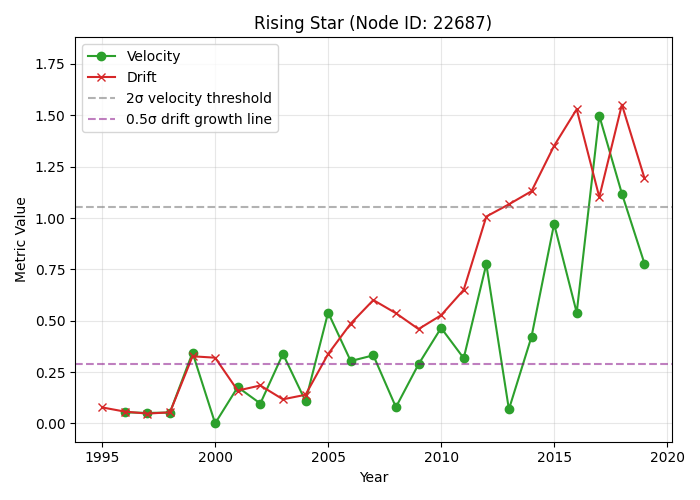 Rising Star (Node ID: 22687)
Velocity
Drift
2σ velocity threshold
0.5σ drift growth line
Metric Value
1.75
1.50
1.25
1.00
0.75
0.50
0.25
0.00
1995
2000
2005
2010
2015
2020
Year